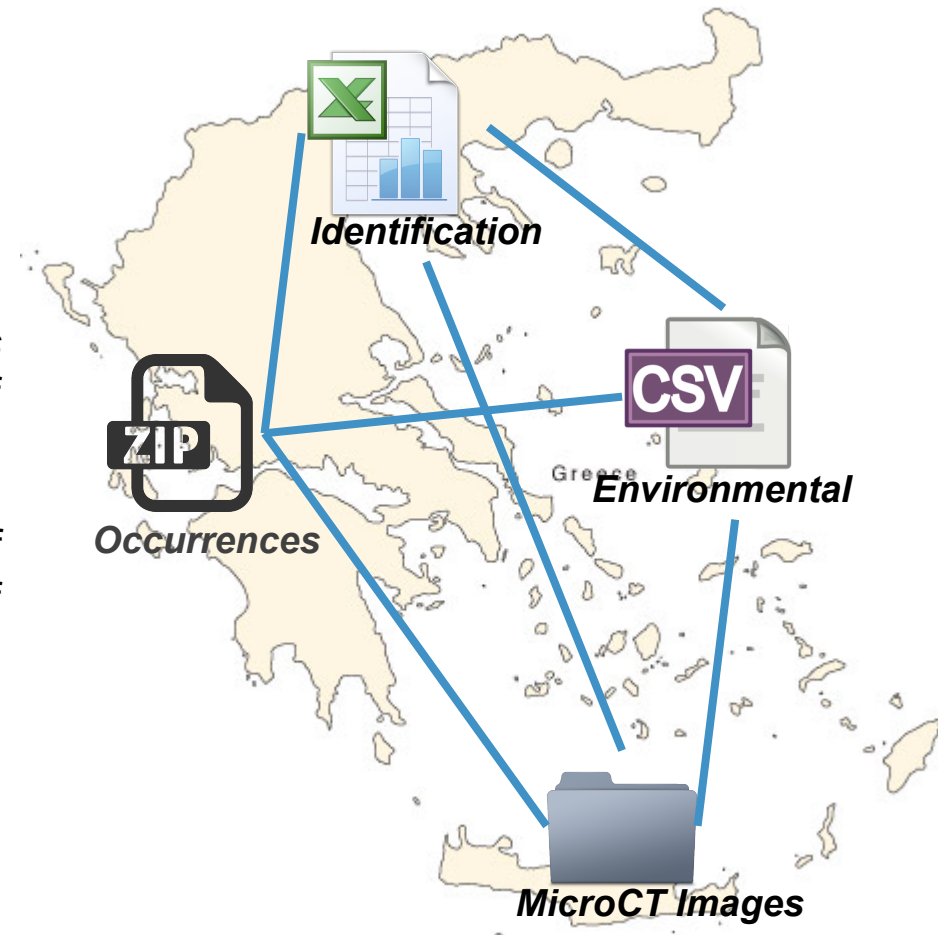 Identification
CSV
ZIP
Greece
Environmental
Occurrences
MicroCT Images